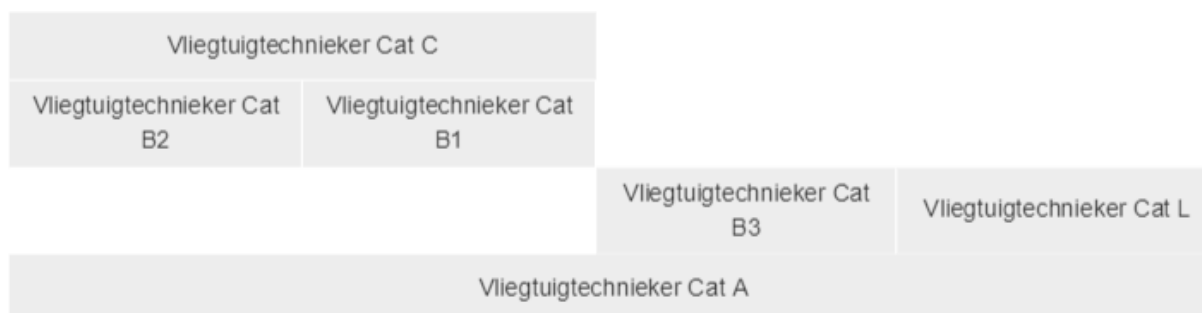 Vliegtuigtechnieker Cat C
Vliegtuigtechnieker Cat
B2
Vliegtuigtechnieker Cat
B1
Vliegtuigtechnieker Cat
B3
Vliegtuigtechnieker Cat L
Vliegtuigtechnieker Cat A